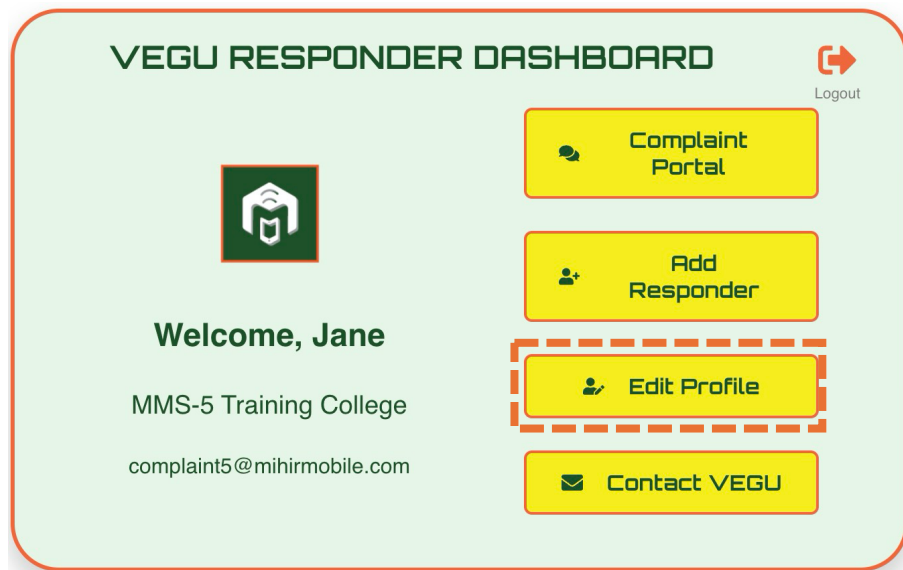 VEGU RESPONDER DASHBOARD
Logout
Welcome, Jane
MMS-5 Training College
complaint5@mihirmobile.com
Complaint
Portal
Add
Responder
Edit Profile
Contact VEGU